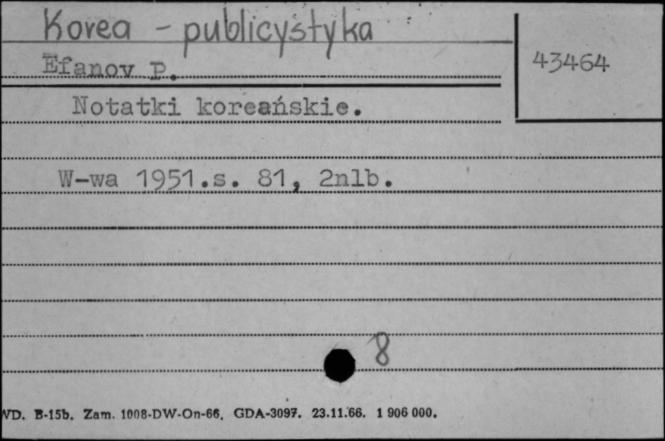 Korea - publicystyka
43464
Efanov P.
Notatki koreańskie.
W-wa 1951.s. 81, 2nlb.
8
WD. B-15b. Zam. 1008-DW-On-66. GDA-3097. 23.11.66. 1 906 000.